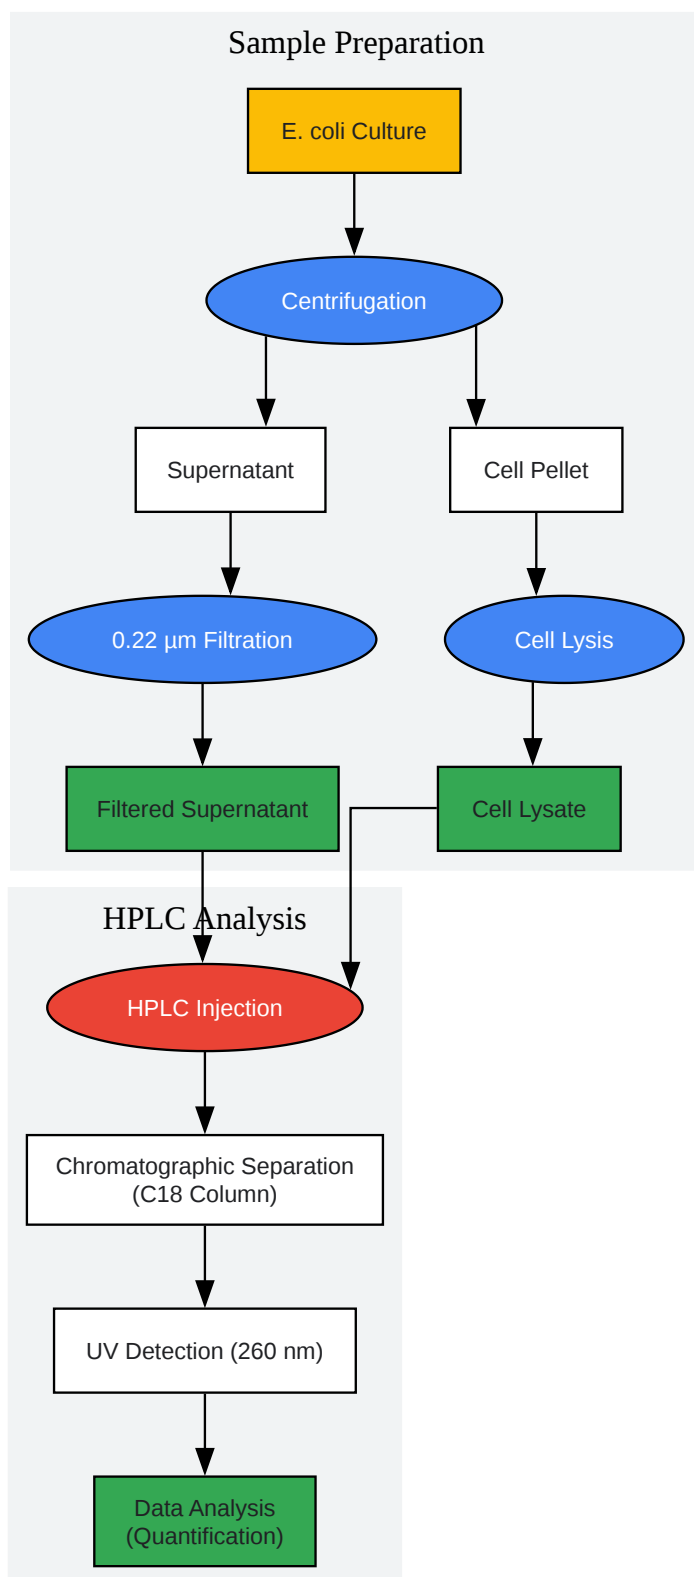 Sample Preparation
E. coli Culture
Centrifugation
Supernatant
Cell Pellet
0.22 µm Filtration
Cell Lysis
Filtered Supernatant
Cell Lysate
HPLC Analysis
HPLC Injection
Chromatographic Separation
(C18 Column)
UV Detection (260 nm)
Data Analysis
(Quantification)